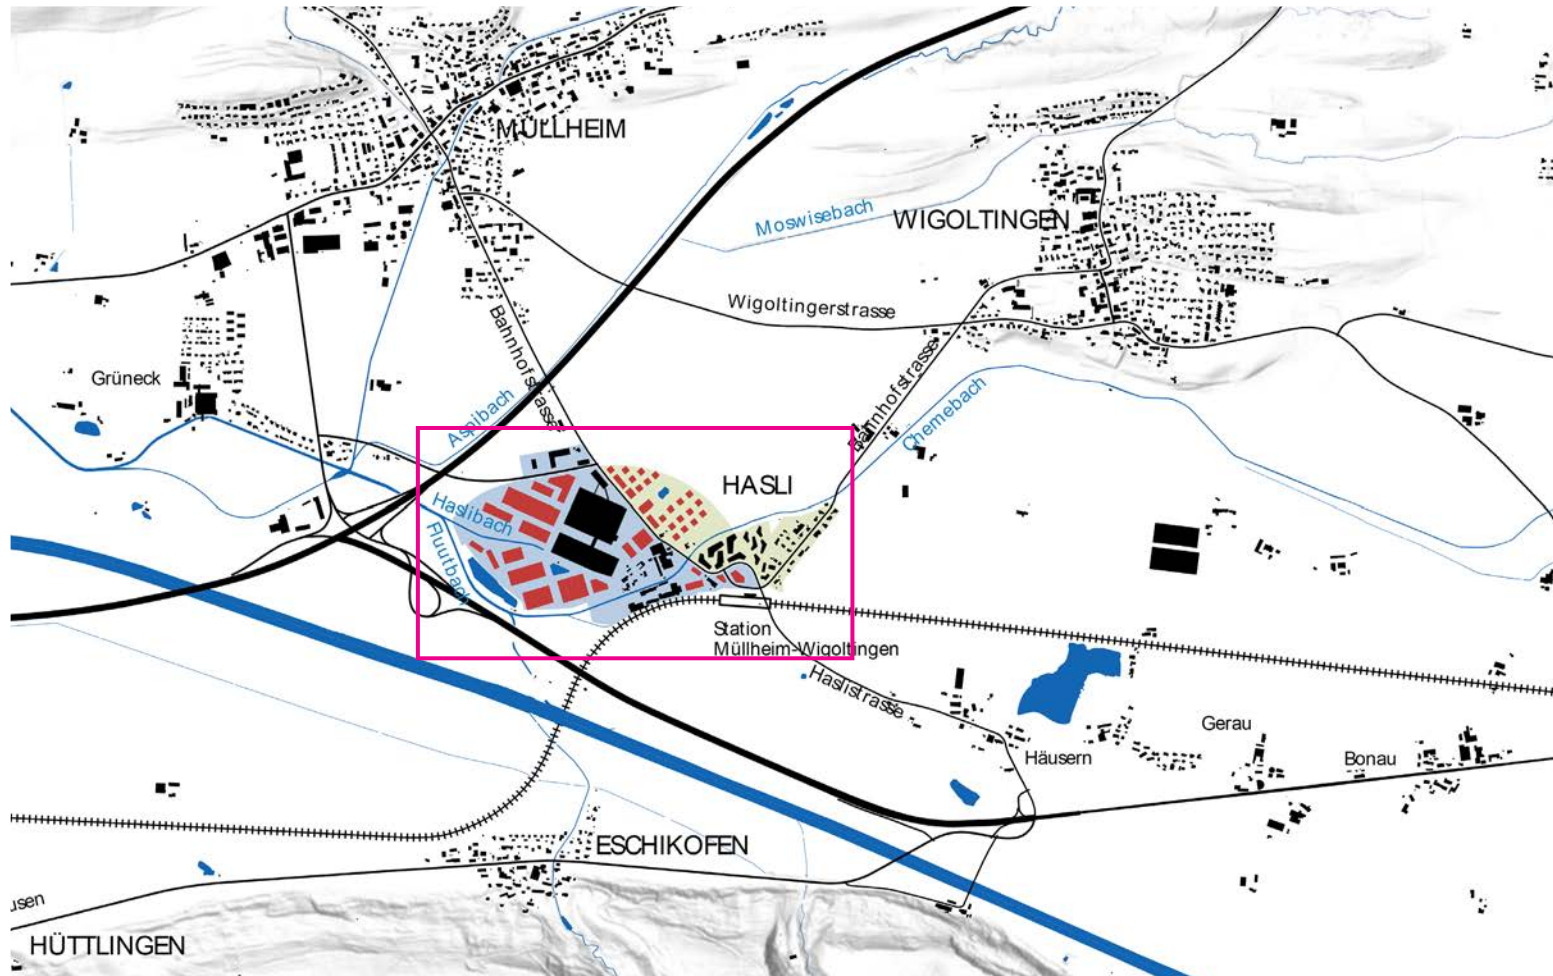 MÜLLHEIM
Moswisebach
WIGOLTINGEN
Wigoltingerstrasse
Bahnhofstrasse
Bahnhofstrasse
Grüneck
Aspibach
Chemebach
HASLI
Haslibach
Fluutbach
Station
Müllheim-Wigoltingen
Haslistrasse
Gerau
Häusern
Bonau
ESCHIKOFEN
usen
HÜTTLINGEN